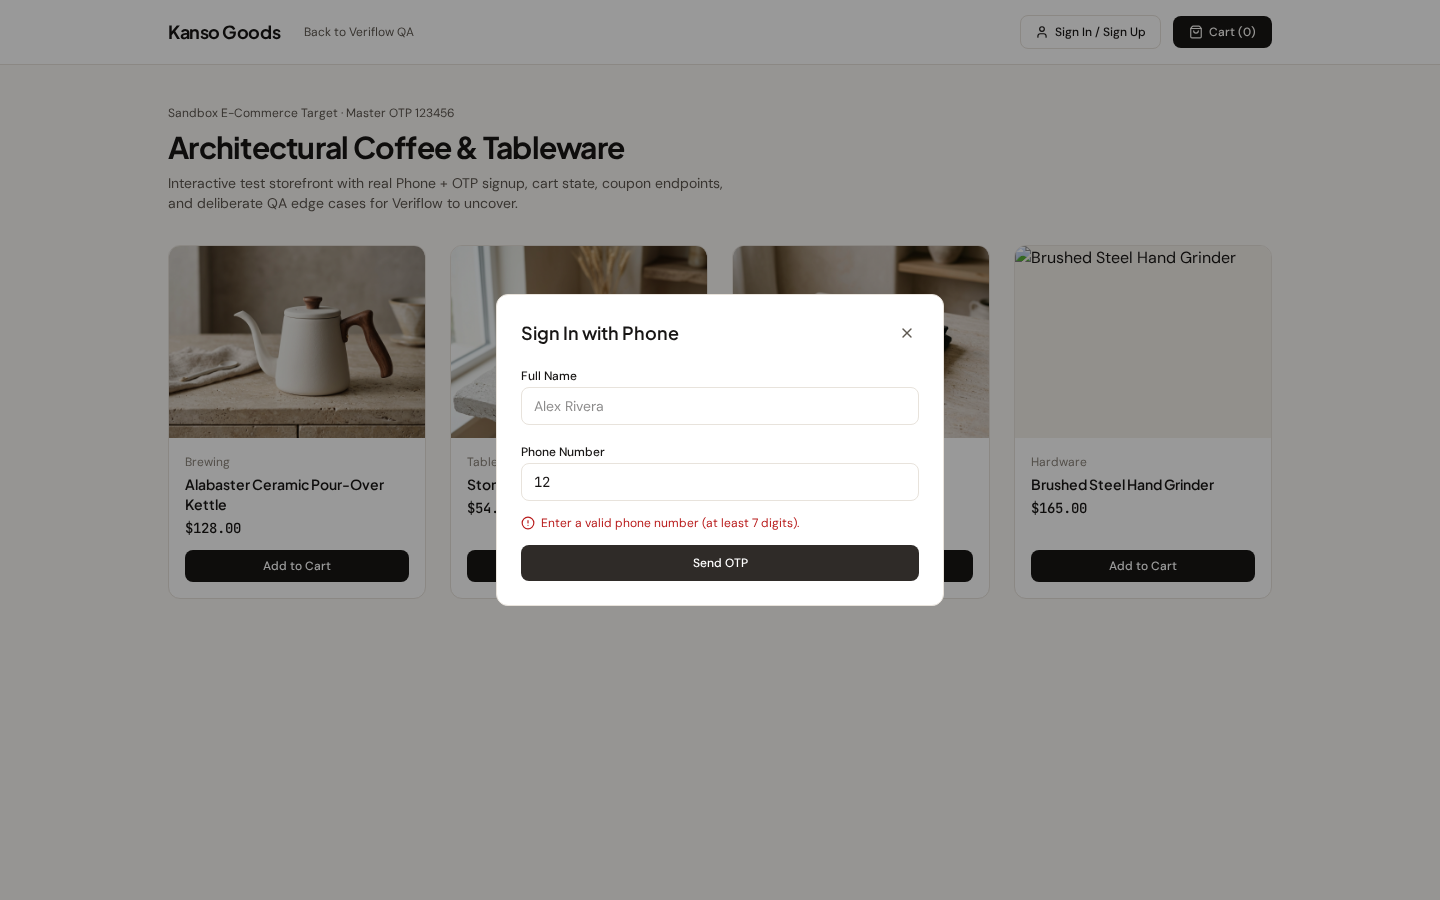 Kanso Goods
Back to Veriflow QA
Sign In / Sign Up
Cart (0)
Sandbox E-Commerce Target · Master OTP 123456
Architectural Coffee & Tableware
Interactive test storefront with real Phone + OTP signup, cart state, coupon endpoints,
and deliberate QA edge cases for Veriflow to uncover.
Brushed Steel Hand Grinder
Sign In with Phone
Full Name
Alex Rivera
Phone Number
12
Enter a valid phone number (at least 7 digits).
Send OTP
Brewing
Alabaster Ceramic Pour-Over
Kettle
$128.00
Add to Cart
$54.
Hardware
Brushed Steel Hand Grinder
$165.00
Add to Cart